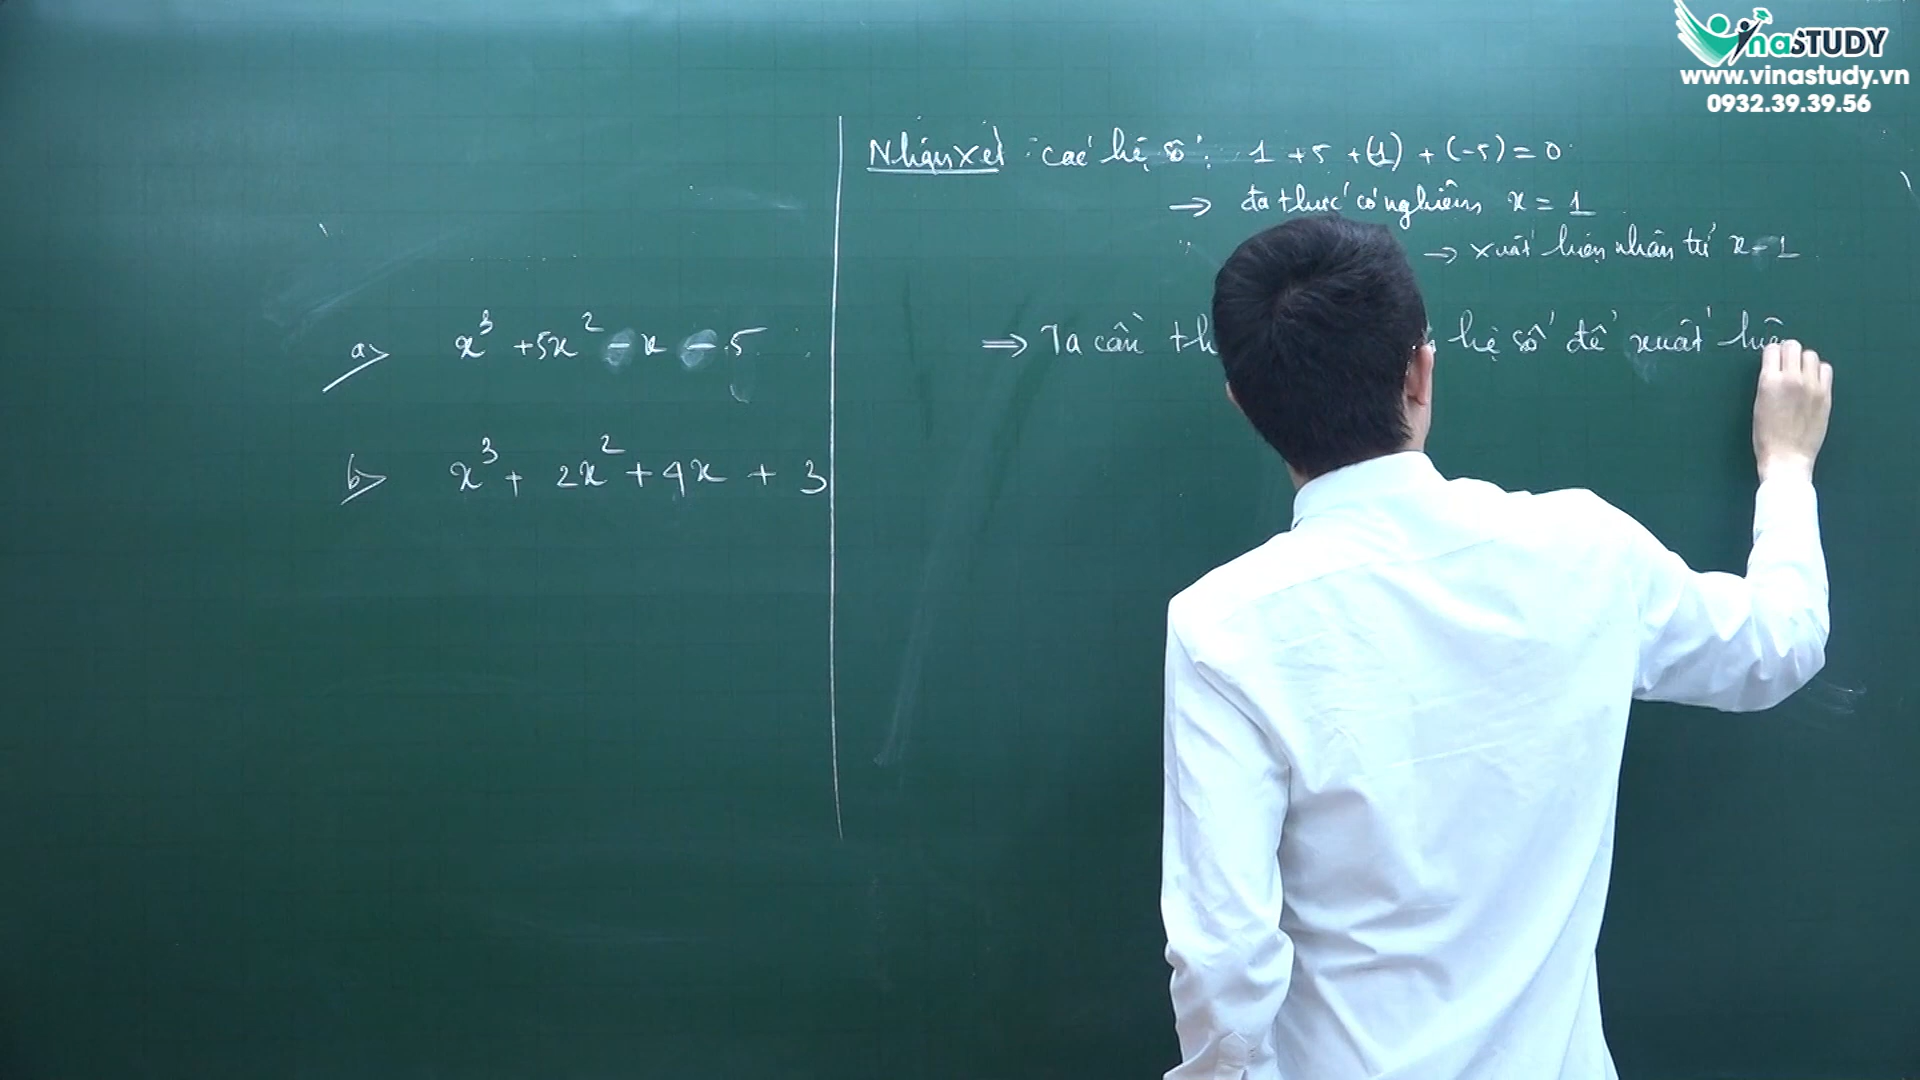 VinaSTUDY
www.vinastudy.vn
0932.39.39.56
a> x³ + 5x² - x - 5
b> x³ + 2x² + 4x + 3
Nhận xét : các hệ số : 1 + 5 + (-1) + (-5) = 0
→ đa thức có nghiệm x = 1
→ xuất hiện nhân tử x - 1
⇒ Ta cần hệ số để xuất hiện